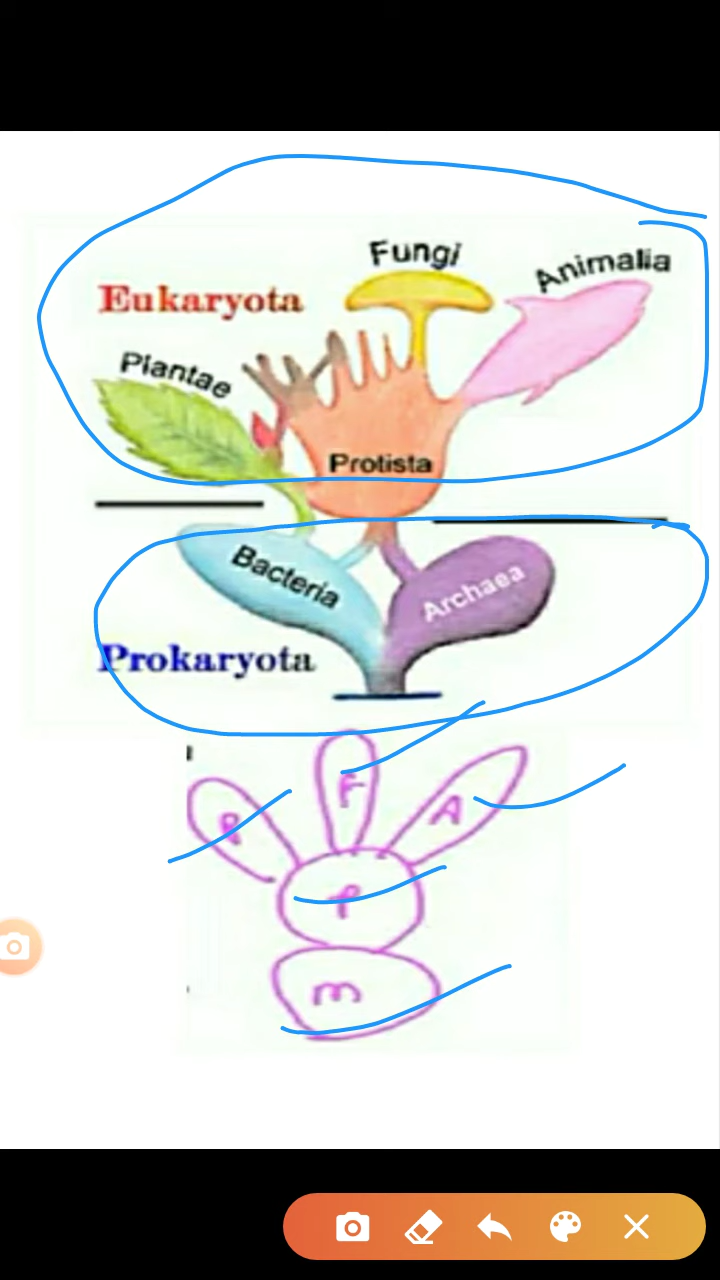 Fungi
Animalia
Eukaryota
Plantae
Protista
Bacteria
Archaea
Prokaryota
F
A
P
m